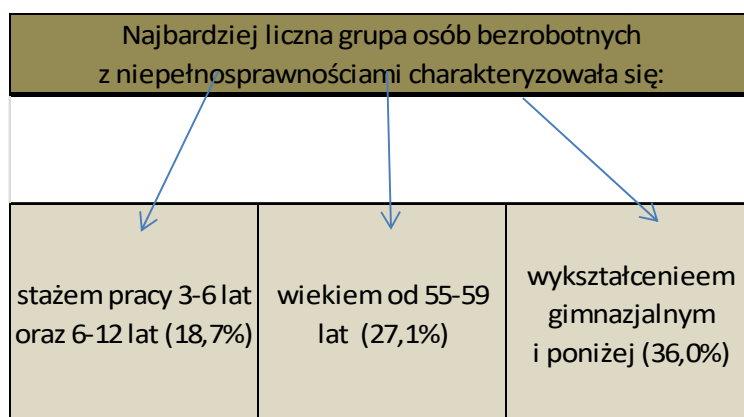 Najbardziej liczna grupa osób bezrobotnych
z niepełnosprawnościami charakteryzowała się:
stażem pracy 3-6 lat
oraz 6-12 lat (18,7%)
wiekiem od 55-59
lat (27,1%)
wykształcenieem
gimnazjalnym
i poniżej (36,0%)